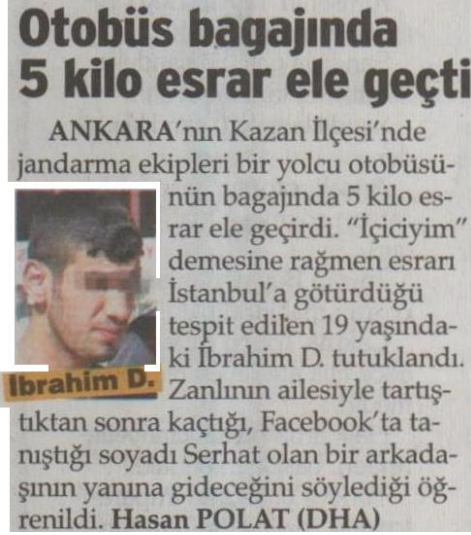 Otobüs bagajında
5 kilo esrar ele geçti
ANKARA'nın Kazan İlçesi'nde
jandarma ekipleri bir yolcu otobüsü-
nün bagajında 5 kilo es-
rar ele geçirdi. “İçiciyim”
demesine rağmen esrarı
İstanbul'a götürdüğü
tespit edilen 19 yaşında-
ki İbrahim D. tutuklandı.
Zanlının ailesiyle tartış-
tıktan sonra kaçtığı, Facebook'ta ta-
nıştığı soyadı Serhat olan bir arkada-
şının yanına gideceğini söylediği öğ-
renildi. Hasan POLAT (DHA)
İbrahim D.